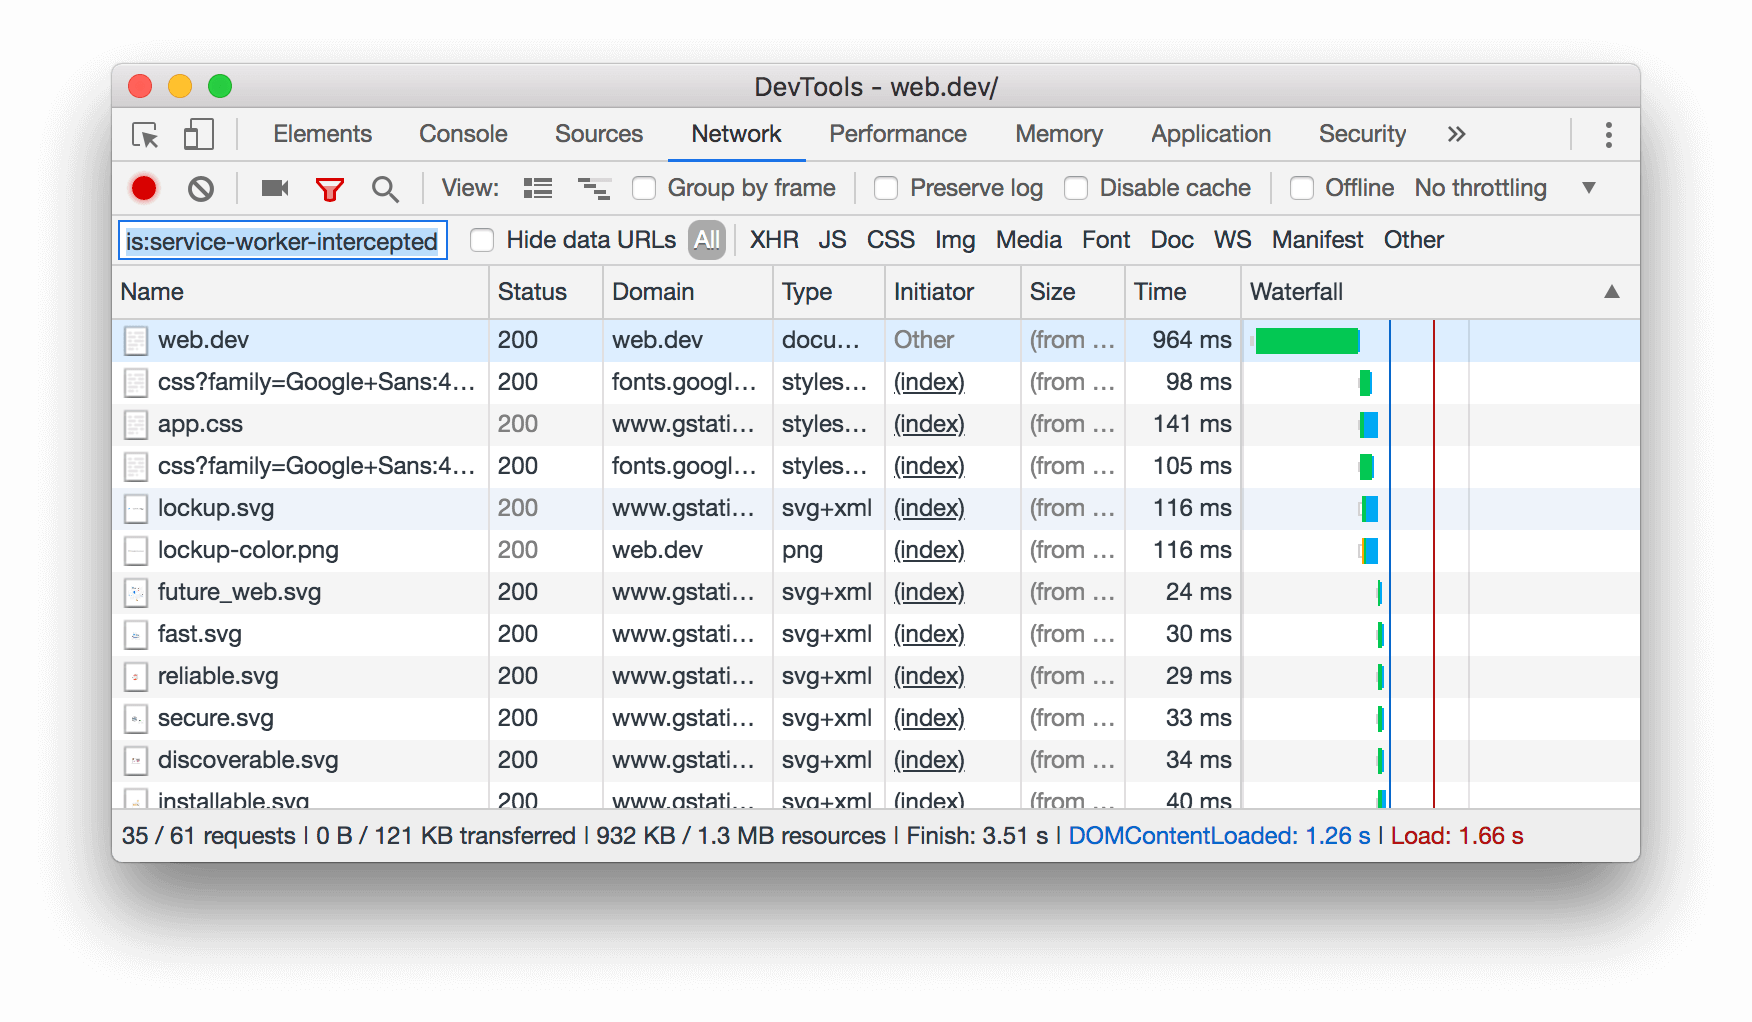 DevTools - web.dev/
Elements Console Sources Network Performance Memory Application Security »
View: Group by frame Preserve log Disable cache Offline No throttling ▼
is:service-worker-intercepted Hide data URLs All XHR JS CSS Img Media Font Doc WS Manifest Other
Name Status Domain Type Initiator Size Time Waterfall ▲
web.dev 200 web.dev docu… Other (from … 964 ms
css?family=Google+Sans:4… 200 fonts.googl… styles… (index) (from … 98 ms
app.css 200 www.gstati… styles… (index) (from … 141 ms
css?family=Google+Sans:4… 200 fonts.googl… styles… (index) (from … 105 ms
lockup.svg 200 www.gstati… svg+xml (index) (from … 116 ms
lockup-color.png 200 web.dev png (index) (from … 116 ms
future_web.svg 200 www.gstati… svg+xml (index) (from … 24 ms
fast.svg 200 www.gstati… svg+xml (index) (from … 30 ms
reliable.svg 200 www.gstati… svg+xml (index) (from … 29 ms
secure.svg 200 www.gstati… svg+xml (index) (from … 33 ms
discoverable.svg 200 www.gstati… svg+xml (index) (from … 34 ms
installable.svg 200 www.gstati… svg+xml (index) (from … 40 ms
35 / 61 requests | 0 B / 121 KB transferred | 932 KB / 1.3 MB resources | Finish: 3.51 s | DOMContentLoaded: 1.26 s | Load: 1.66 s